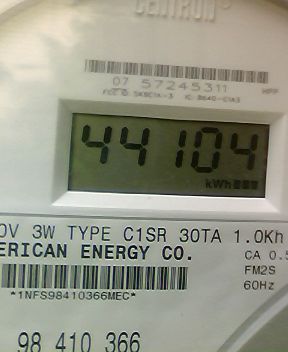 CENTRON®
07 57245311
44104
kWh
0V 3W TYPE C1SR 30TA 1.0Kh
ERICAN ENERGY CO. CA 0.5
FM2S
*1NFS98410366MEC* 60Hz
98 410 366